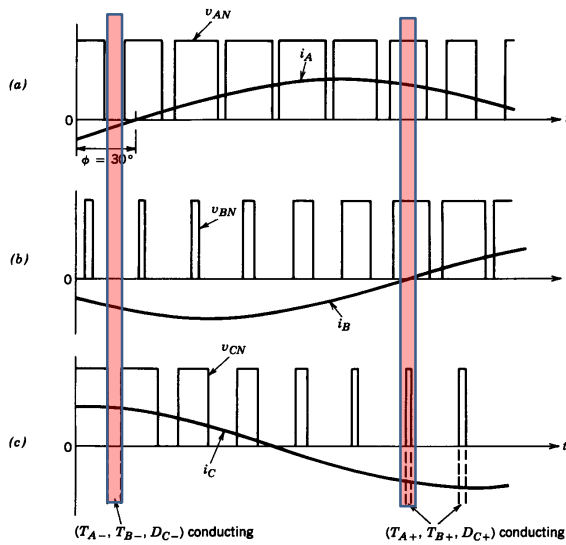 v_AN
i_A
(a)
0
t
ϕ = 30°
v_BN
(b)
0
i_B
v_CN
(c)
0
t
i_C
(T_A−, T_B−, D_C−) conducting
(T_A+, T_B+, D_C+) conducting